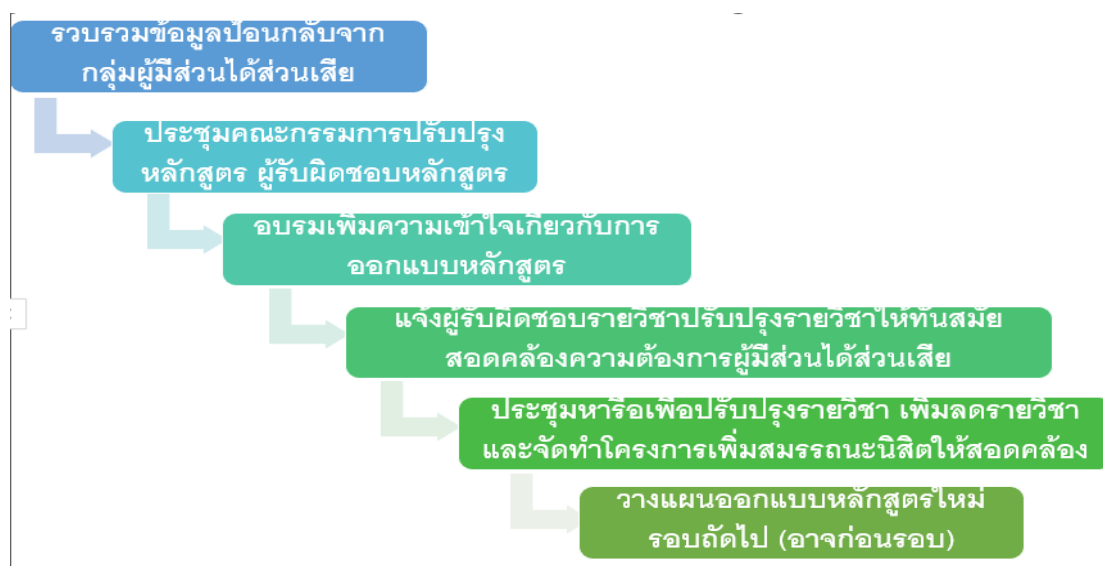 รวบรวมข้อมูลป้อนกลับจาก
กลุ่มผู้มีส่วนได้ส่วนเสีย
ประชุมคณะกรรมการปรับปรุง
หลักสูตร ผู้รับผิดชอบหลักสูตร
อบรมเพิ่มความเข้าใจเกี่ยวกับการ
ออกแบบหลักสูตร
แจ้งผู้รับผิดชอบรายวิชาปรับปรุงรายวิชาให้ทันสมัย
สอดคล้องความต้องการผู้มีส่วนได้ส่วนเสีย
ประชุมหารือเพื่อปรับปรุงรายวิชา เพิ่มลดรายวิชา
และจัดทำโครงการเพิ่มสมรรถนะนิสิตให้สอดคล้อง
วางแผนออกแบบหลักสูตรใหม่
รอบถัดไป (อาจก่อนรอบ)